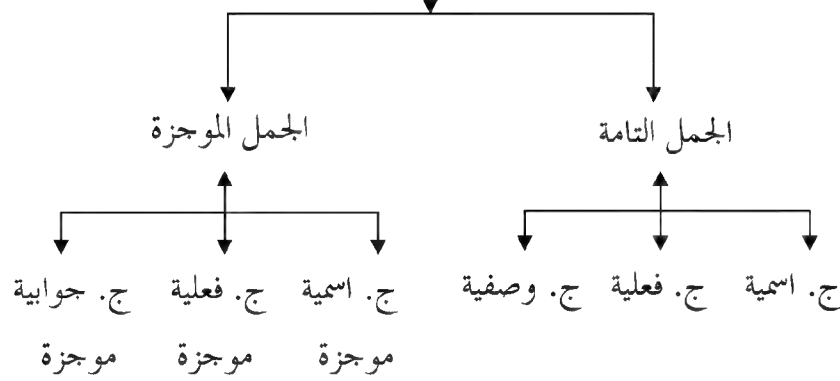 الجمل التامة
الجمل الموجزة
ج. اسمية ج. فعلية ج. وصفية
ج. اسمية ج. فعلية ج. جوابية
موجزة موجزة موجزة